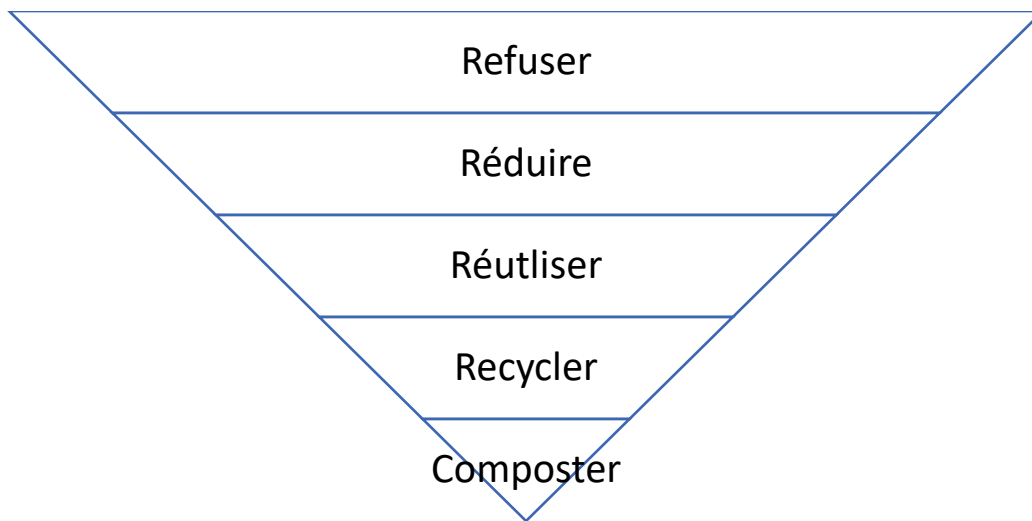 Refuser
Réduire
Réutliser
Recycler
Composter